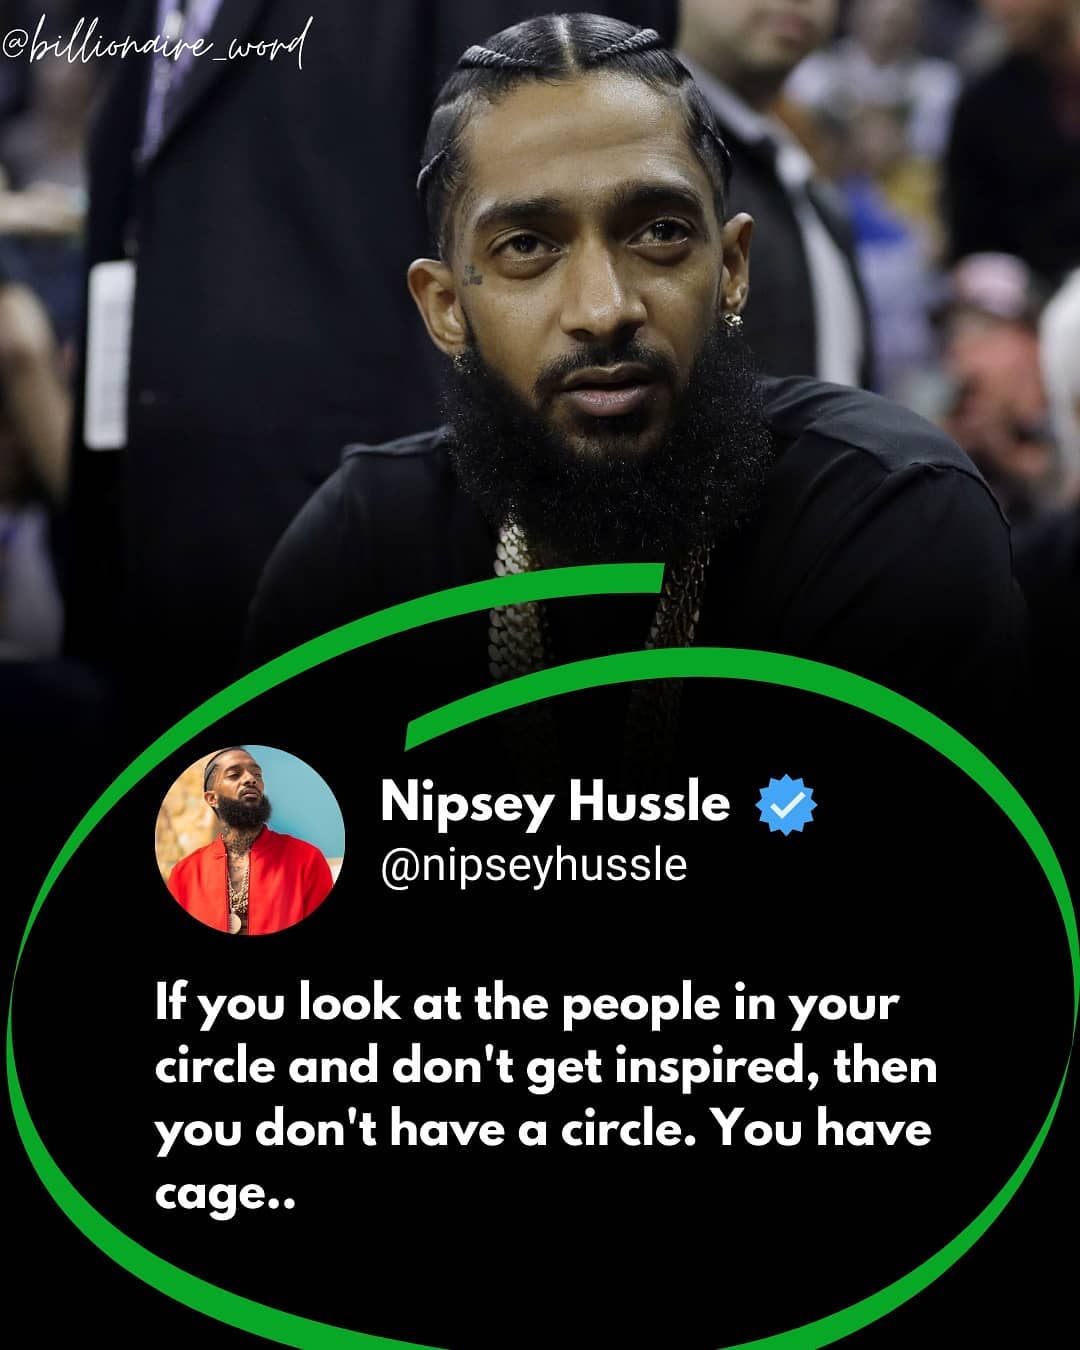 @billionaire_word
Nipsey Hussle
@nipseyhussle
If you look at the people in your
circle and don't get inspired, then
you don't have a circle. You have
cage..